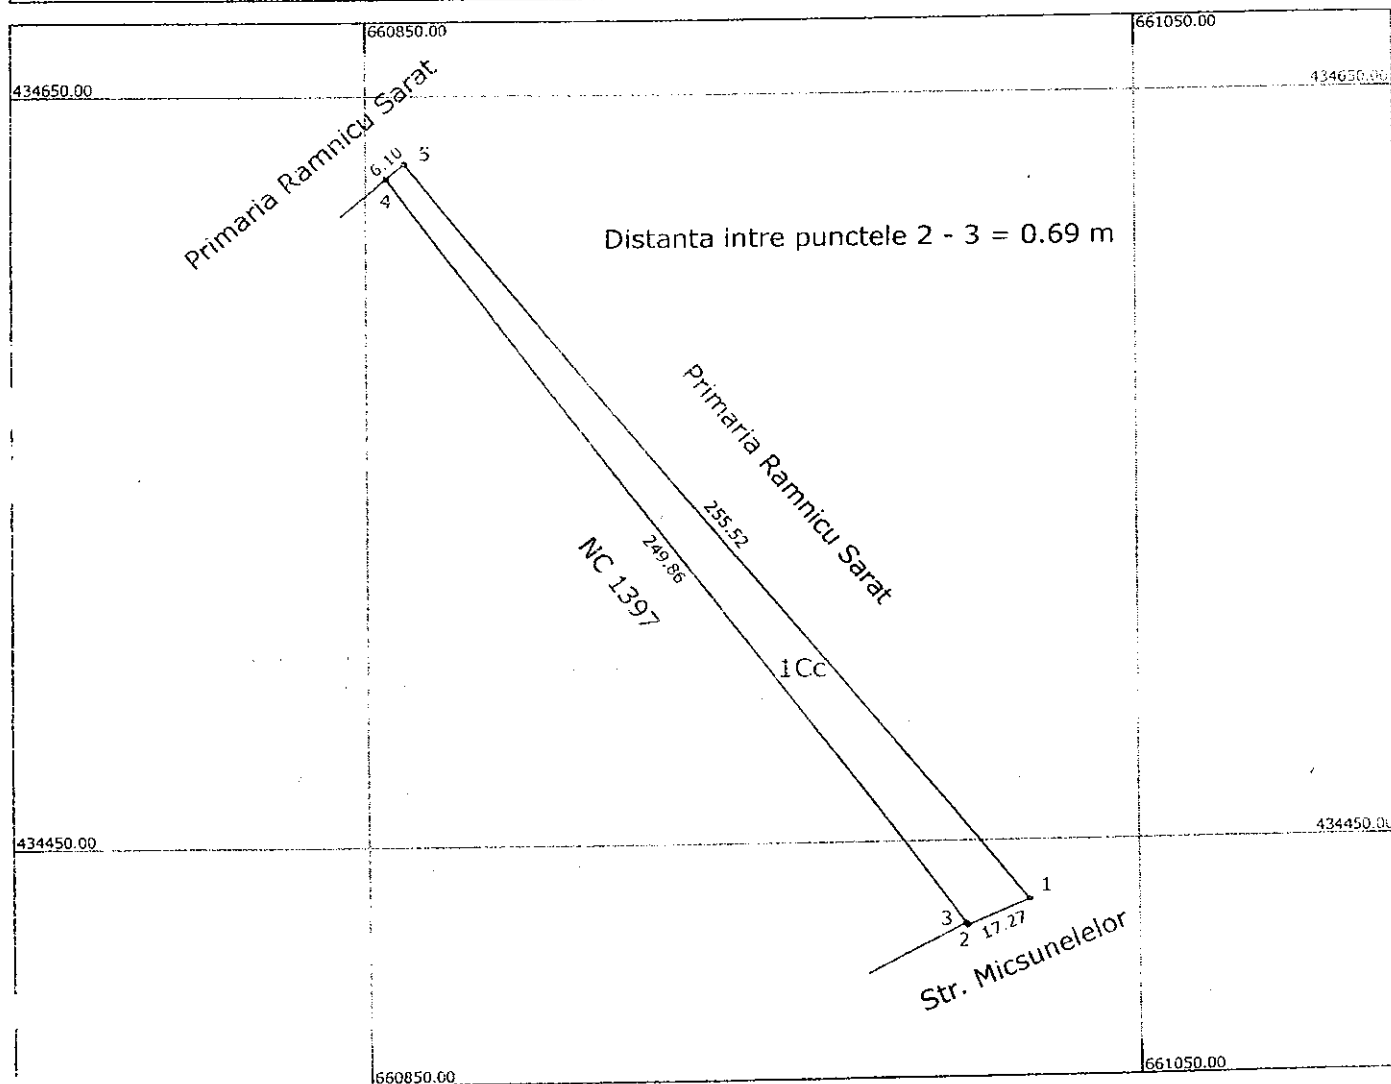 660850.00
661050.00
434650.00
434650.00
Primaria Ramnicu Sarat
6.10
5
4
Distanta intre punctele 2 - 3 = 0.69 m
Primaria Ramnicu Sarat
255.52
249.86
NC 1397
1Cc
434450.00
434450.00
1
3
2
17.27
Str. Micsunelelor
660850.00
661050.00